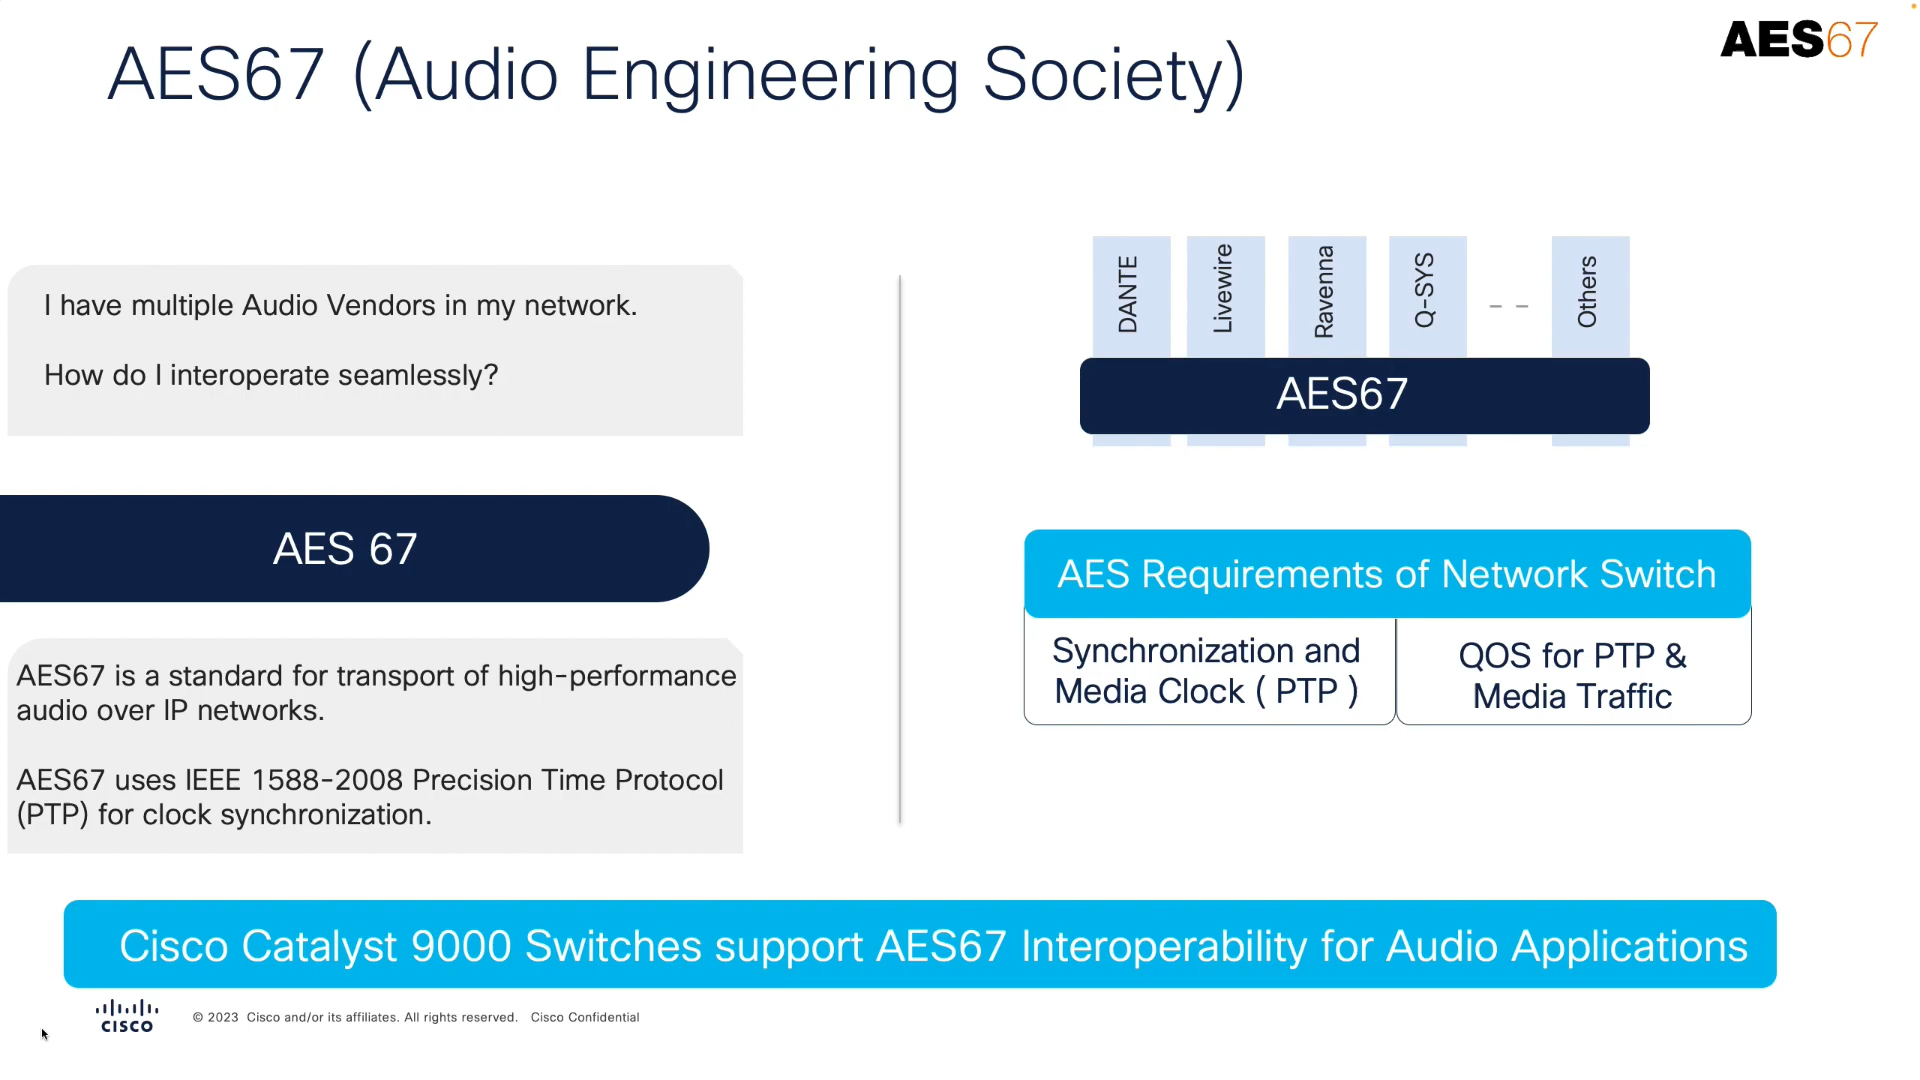 AES67 (Audio Engineering Society)
AES67
I have multiple Audio Vendors in my network.
How do I interoperate seamlessly?
AES 67
AES67 is a standard for transport of high-performance
audio over IP networks.
AES67 uses IEEE 1588-2008 Precision Time Protocol
(PTP) for clock synchronization.
DANTE
Livewire
Ravenna
Q-SYS
- -
Others
AES67
AES Requirements of Network Switch
Synchronization and
Media Clock ( PTP )
QOS for PTP &
Media Traffic
Cisco Catalyst 9000 Switches support AES67 Interoperability for Audio Applications
CISCO
© 2023 Cisco and/or its affiliates. All rights reserved. Cisco Confidential